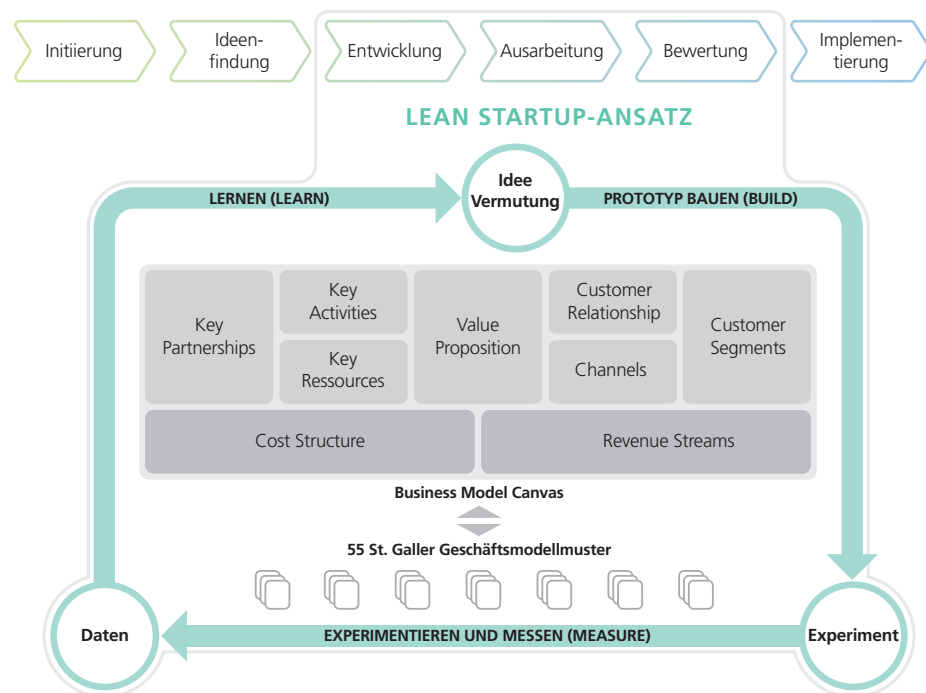 Initiierung
Ideen-
findung
Entwicklung
Ausarbeitung
Bewertung
Implemen-
tierung
LEAN STARTUP-ANSATZ
Idee
Vermutung
LERNEN (LEARN)
PROTOTYP BAUEN (BUILD)
Key
Partnerships
Key
Activities
Key
Ressources
Value
Proposition
Customer
Relationship
Channels
Customer
Segments
Cost Structure
Revenue Streams
Business Model Canvas
55 St. Galler Geschäftsmodellmuster
Daten
EXPERIMENTIEREN UND MESSEN (MEASURE)
Experiment